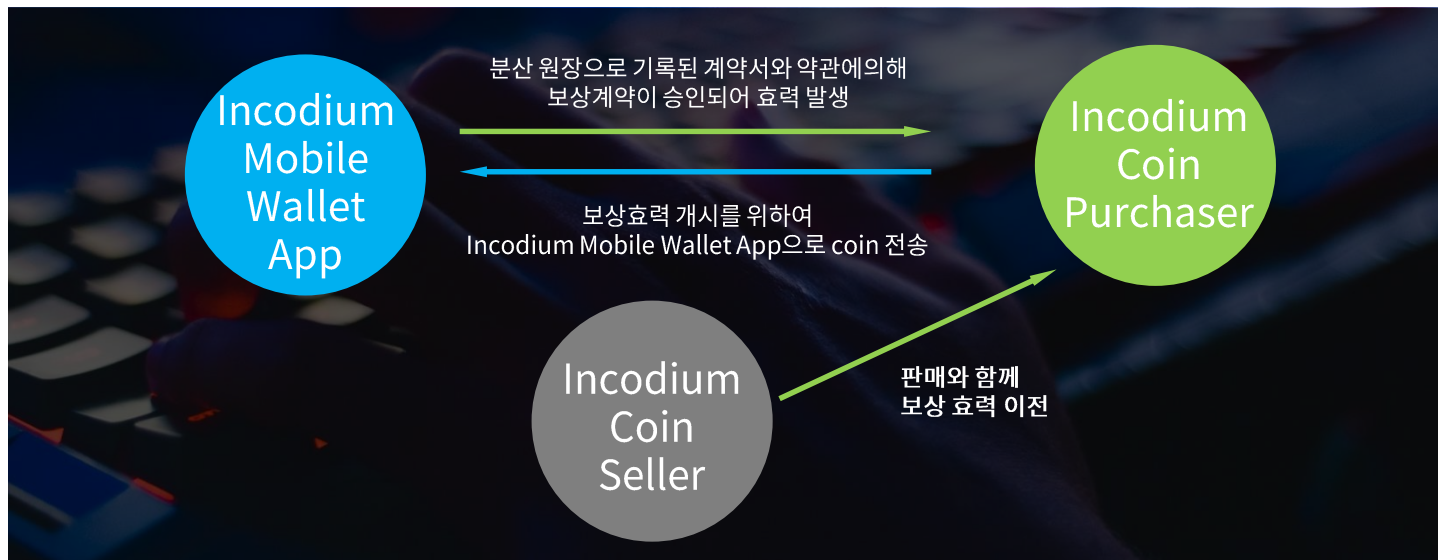 Incodium
Mobile
Wallet
App
분산 원장으로 기록된 계약서와 약관에의해
보상계약이 승인되어 효력 발생
보상효력 개시를 위하여
Incodium Mobile Wallet App으로 coin 전송
Incodium
Coin
Purchaser
Incodium
Coin
Seller
판매와 함께
보상 효력 이전